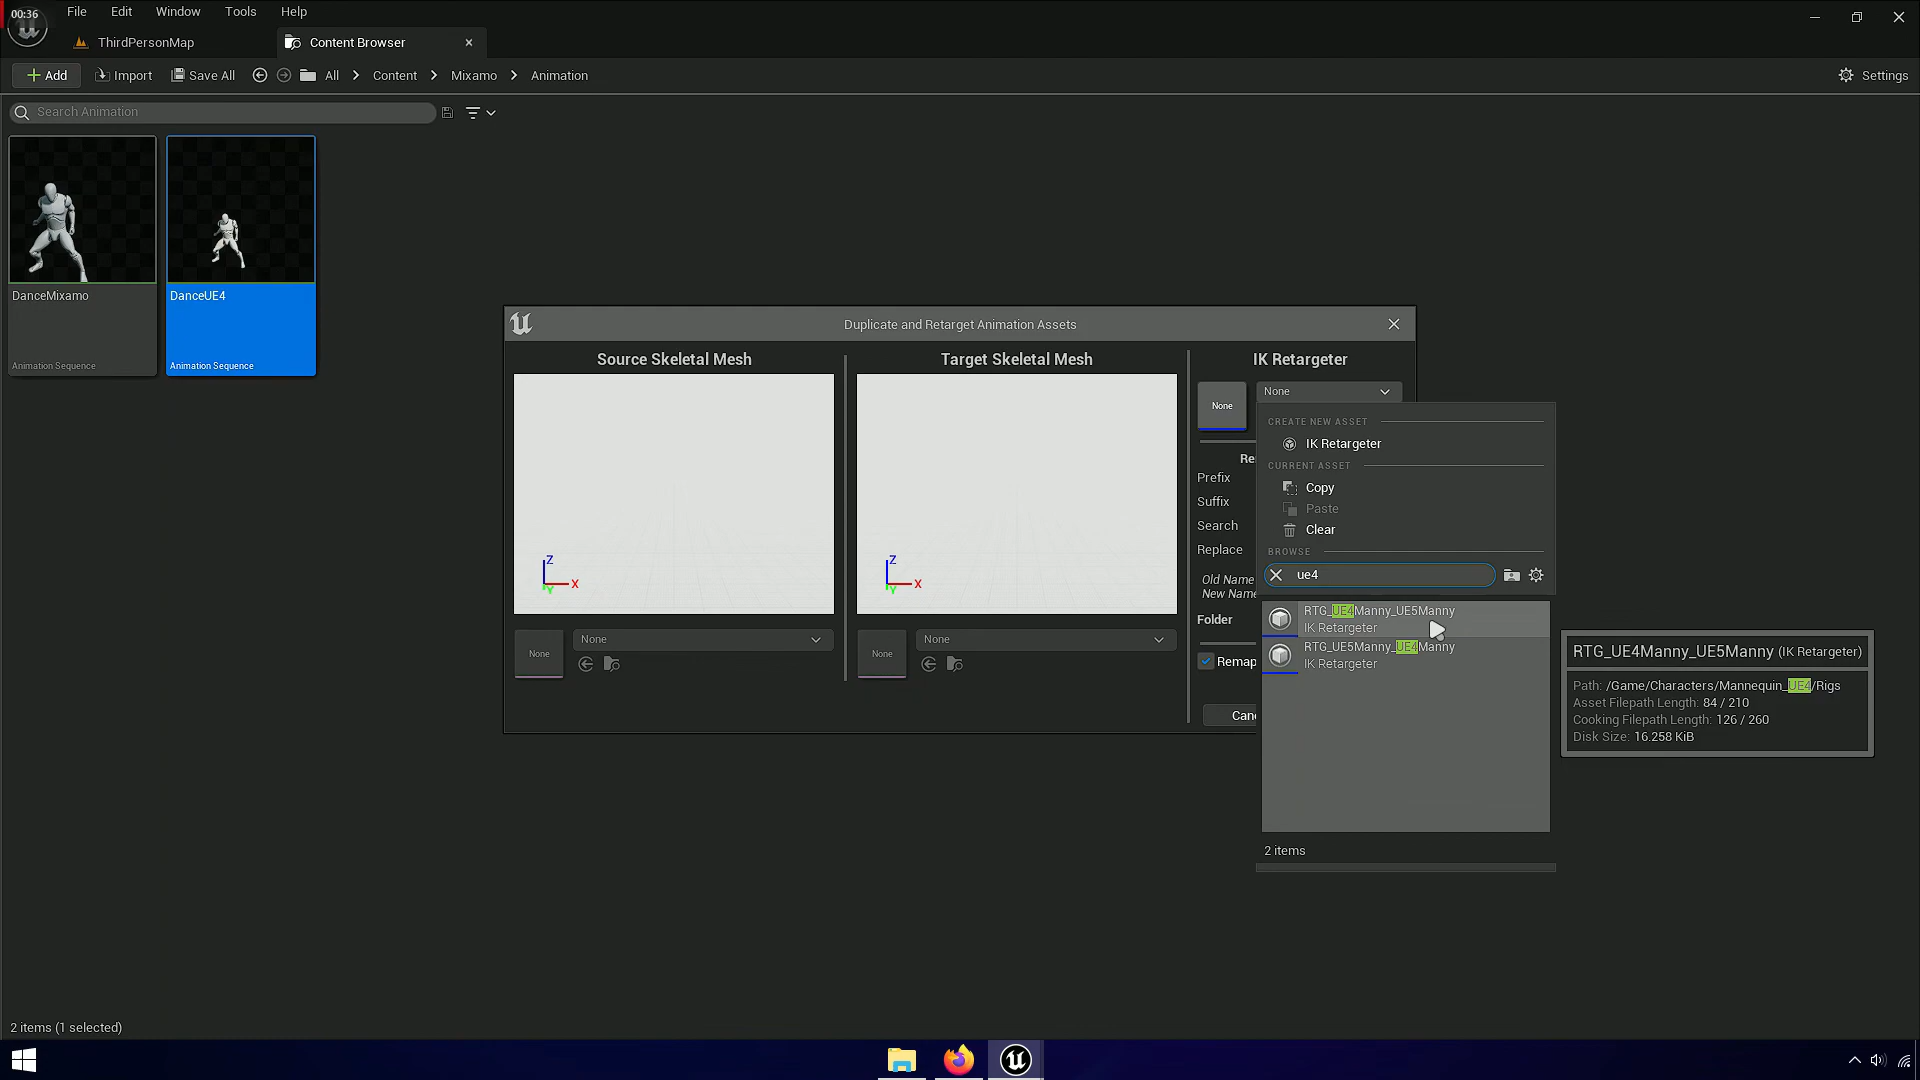 00:36
File Edit Window Tools Help
ThirdPersonMap
Content Browser
Add Import Save All All Content Mixamo Animation Settings
Search Animation
DanceMixamo
Animation Sequence
DanceUE4
Animation Sequence
Duplicate and Retarget Animation Assets
Source Skeletal Mesh
Z
X
Y
None
None
Target Skeletal Mesh
Z
X
Y
None
None
IK Retargeter
None
None
Re
Prefix
Suffix
Search
Replace
Old Name
New Name
Folder
Remap
Canc
CREATE NEW ASSET
IK Retargeter
CURRENT ASSET
Copy
Paste
Clear
BROWSE
ue4
RTG_UE4Manny_UE5Manny
IK Retargeter
RTG_UE5Manny_UE4Manny
IK Retargeter
2 items
RTG_UE4Manny_UE5Manny (IK Retargeter)
Path: /Game/Characters/Mannequin_UE4/Rigs
Asset Filepath Length: 84 / 210
Cooking Filepath Length: 126 / 260
Disk Size: 16.258 KiB
2 items (1 selected)